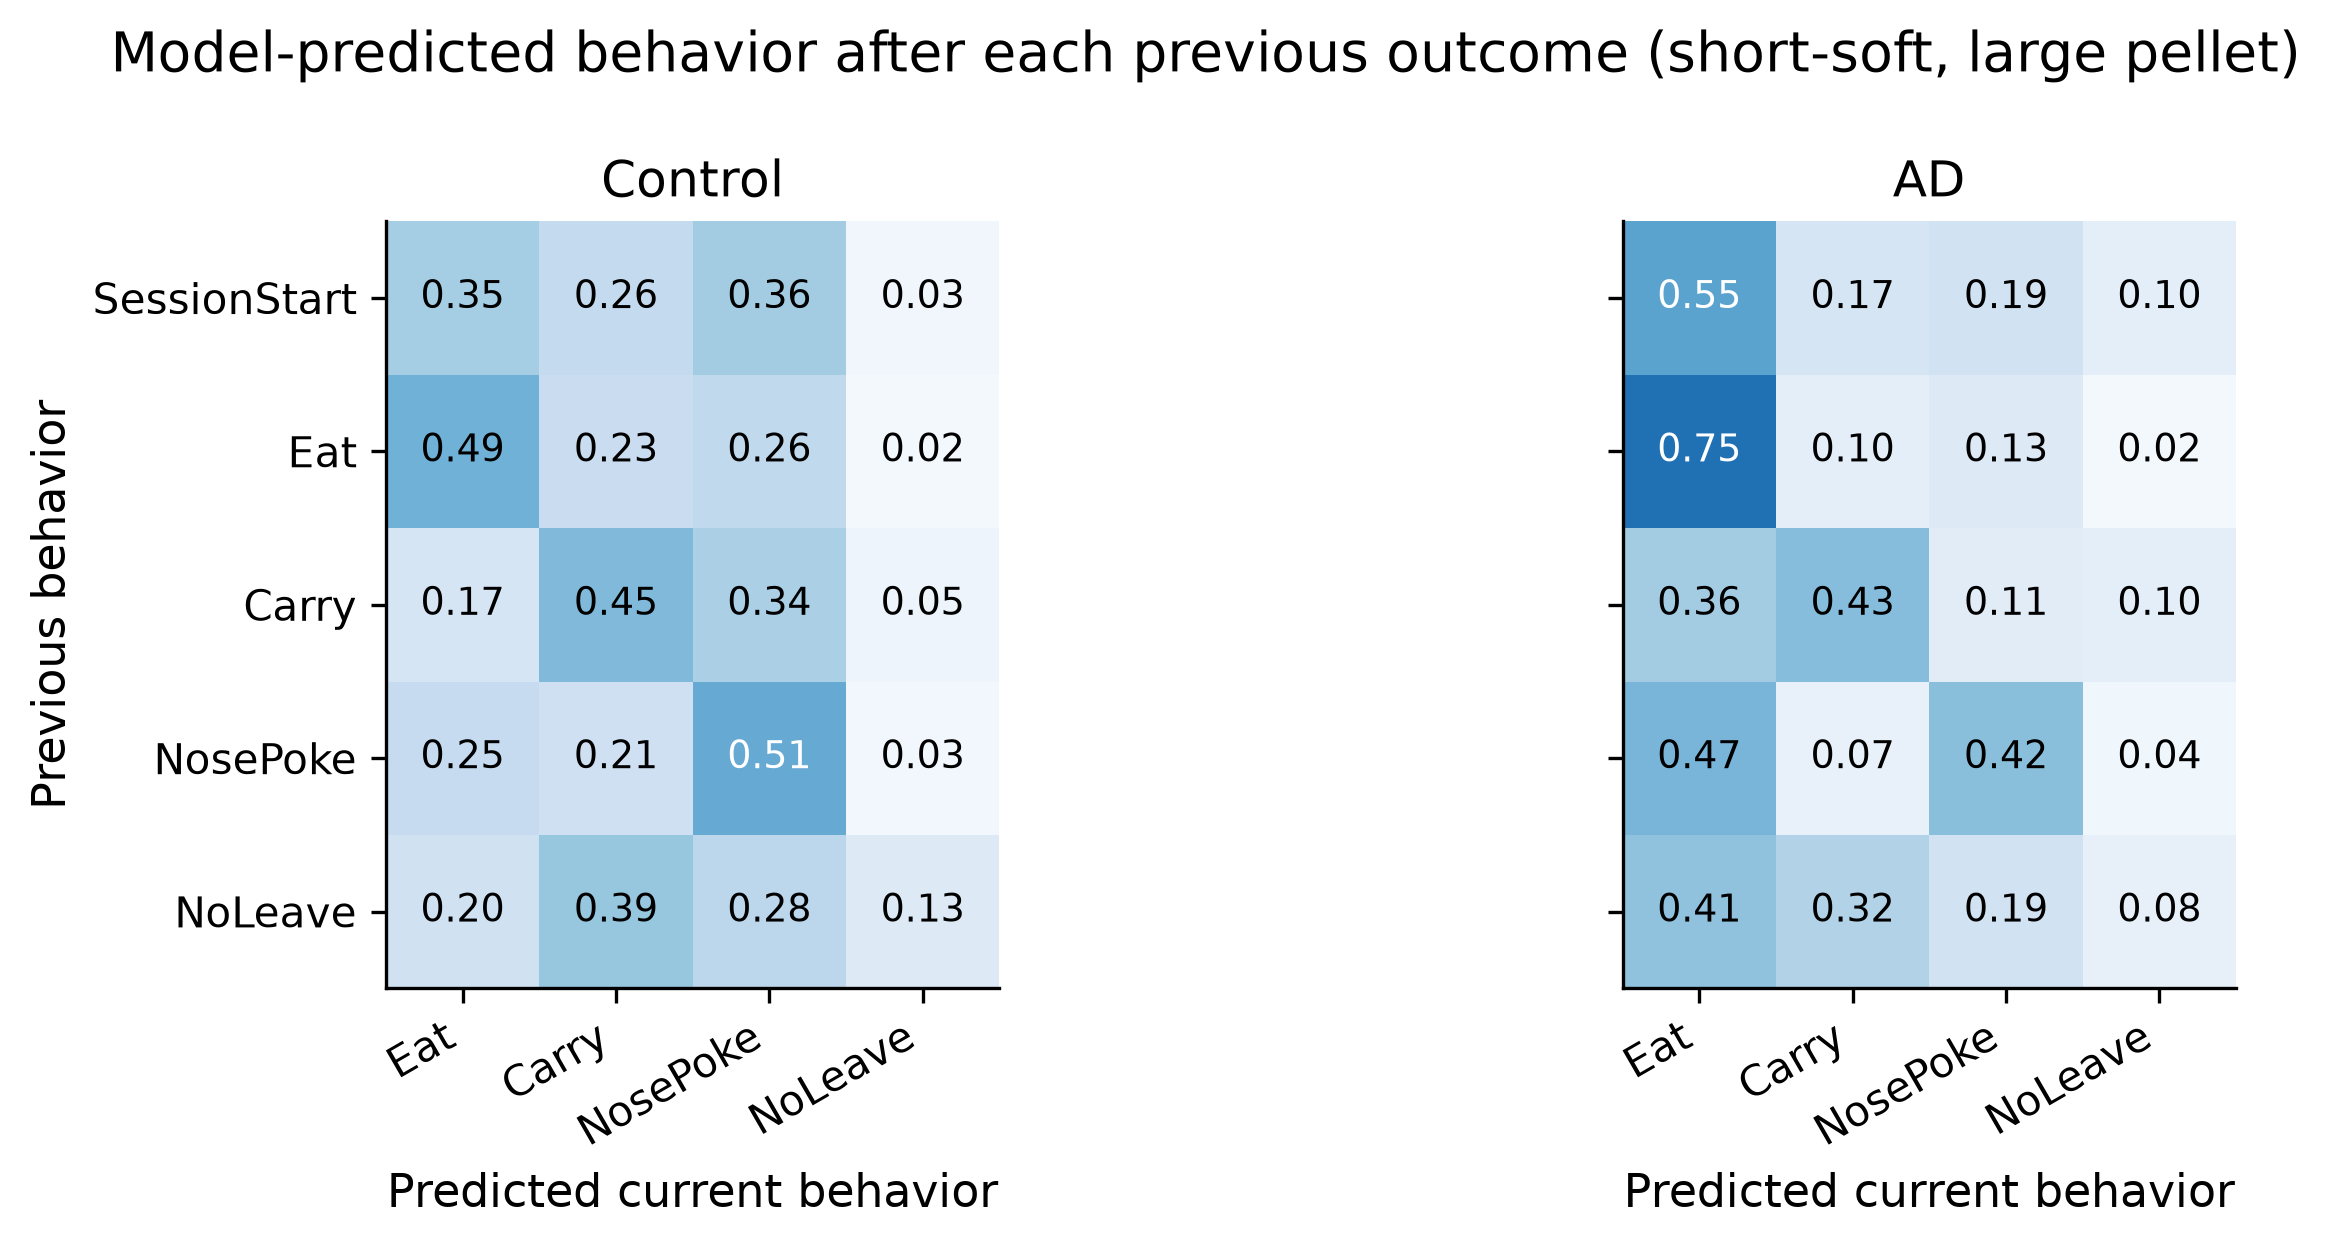 Model-predicted behavior after each previous outcome (short-soft, large pellet)
Control
AD
Previous behavior
SessionStart 0.35 0.26 0.36 0.03 0.55 0.17 0.19 0.10
Eat 0.49 0.23 0.26 0.02 0.75 0.10 0.13 0.02
Carry 0.17 0.45 0.34 0.05 0.36 0.43 0.11 0.10
NosePoke 0.25 0.21 0.51 0.03 0.47 0.07 0.42 0.04
NoLeave 0.20 0.39 0.28 0.13 0.41 0.32 0.19 0.08
Eat Carry NosePoke NoLeave Eat Carry NosePoke NoLeave
Predicted current behavior
Predicted current behavior